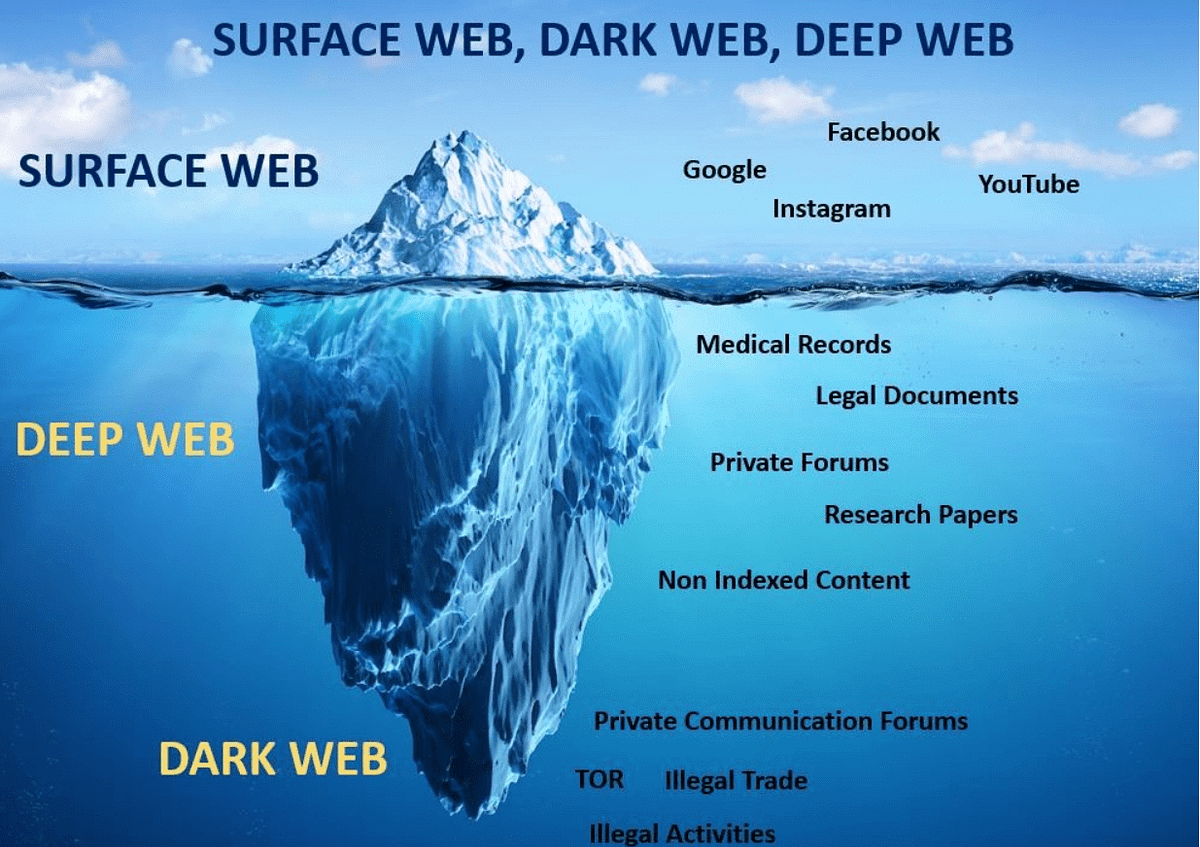 SURFACE WEB, DARK WEB, DEEP WEB
SURFACE WEB
Facebook
Google
YouTube
Instagram
Medical Records
Legal Documents
DEEP WEB
Private Forums
Research Papers
Non Indexed Content
Private Communication Forums
DARK WEB
TOR
Illegal Trade
Illegal Activities